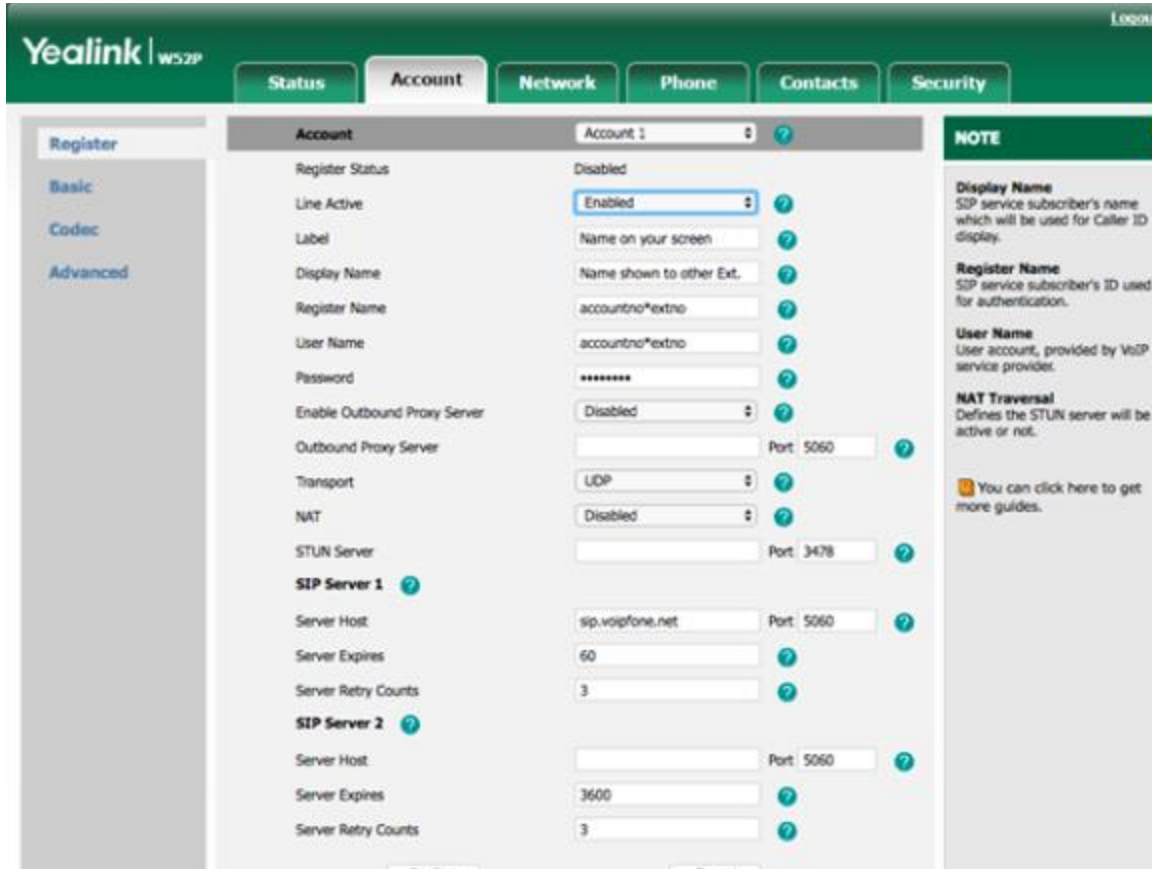 Logou
Yealink | W52P
Status Account Network Phone Contacts Security
Register
Basic
Codec
Advanced
Account Account 1 ?
Register Status Disabled
Line Active Enabled ?
Label Name on your screen ?
Display Name Name shown to other Ext. ?
Register Name accountno*extno ?
User Name accountno*extno ?
Password •••••••• ?
Enable Outbound Proxy Server Disabled ?
Outbound Proxy Server Port 5060 ?
Transport UDP ?
NAT Disabled ?
STUN Server Port 3478 ?
SIP Server 1 ?
Server Host sip.voipfone.net Port 5060 ?
Server Expires 60 ?
Server Retry Counts 3 ?
SIP Server 2 ?
Server Host Port 5060 ?
Server Expires 3600 ?
Server Retry Counts 3 ?
NOTE
Display Name
SIP service subscriber's name
which will be used for Caller ID
display.
Register Name
SIP service subscriber's ID used
for authentication.
User Name
User account, provided by VoIP
service provider.
NAT Traversal
Defines the STUN server will be
active or not.
You can click here to get
more guides.